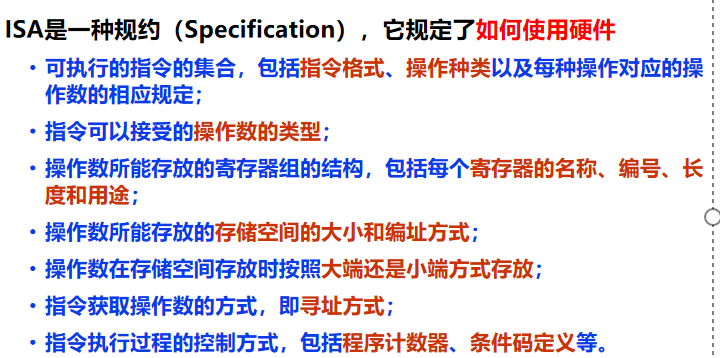 ISA是一种规约（Specification），它规定了如何使用硬件
• 可执行的指令的集合，包括指令格式、操作种类以及每种操作对应的操
作数的相应规定；
• 指令可以接受的操作数的类型；
• 操作数所能存放的寄存器组的结构，包括每个寄存器的名称、编号、长
度和用途；
• 操作数所能存放的存储空间的大小和编址方式；
• 操作数在存储空间存放时按照大端还是小端方式存放；
• 指令获取操作数的方式，即寻址方式；
• 指令执行过程的控制方式，包括程序计数器、条件码定义等。